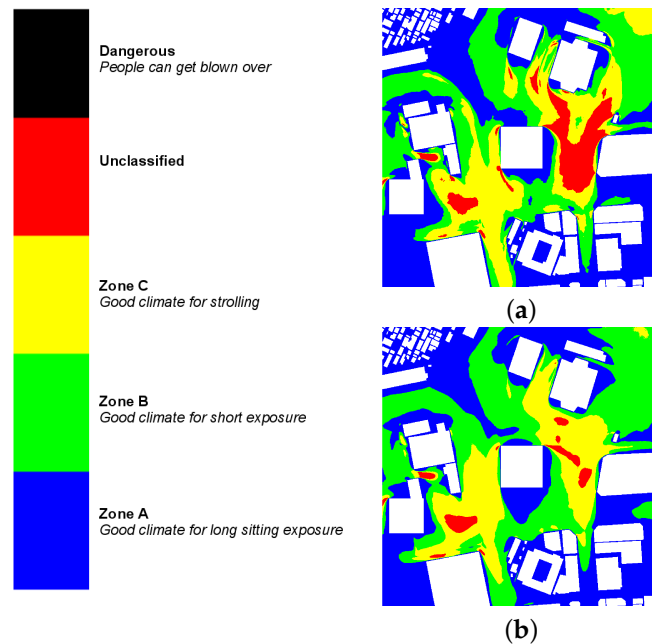 Dangerous
People can get blown over
Unclassified
Zone C
Good climate for strolling
Zone B
Good climate for short exposure
Zone A
Good climate for long sitting exposure
(a)
(b)